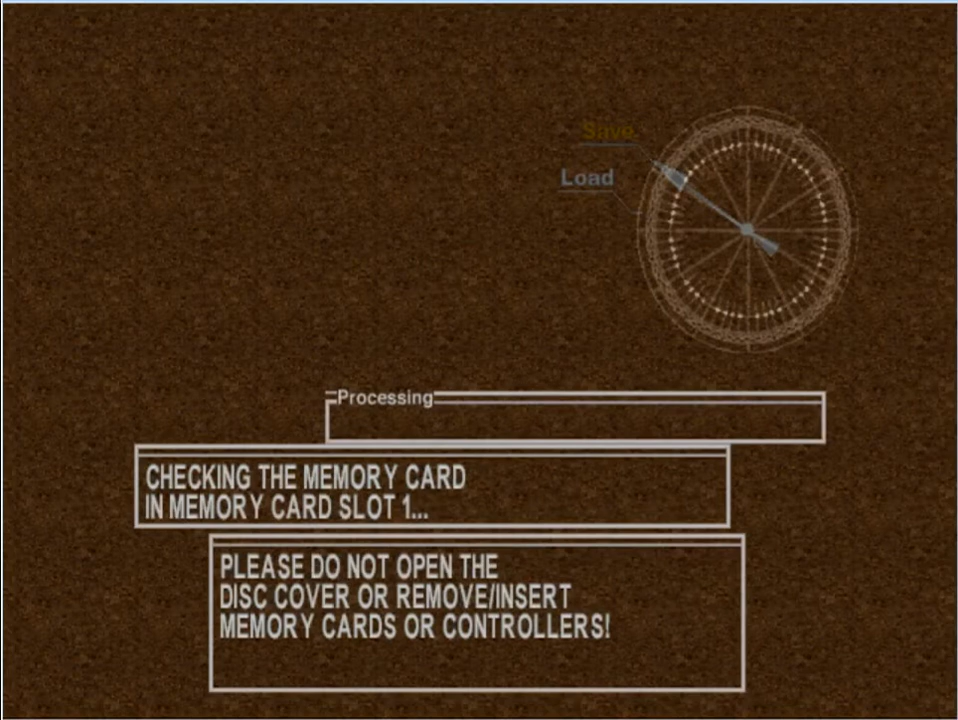 Save
Load
Processing
CHECKING THE MEMORY CARD
IN MEMORY CARD SLOT 1...
PLEASE DO NOT OPEN THE
DISC COVER OR REMOVE/INSERT
MEMORY CARDS OR CONTROLLERS!